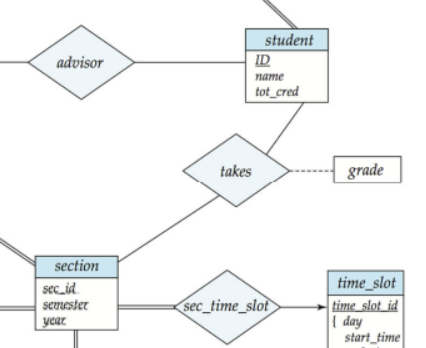 student
ID
name
tot_cred
advisor
takes
grade
section
sec_id
semester
year
sec_time_slot
time_slot
time_slot_id
{ day
start_time